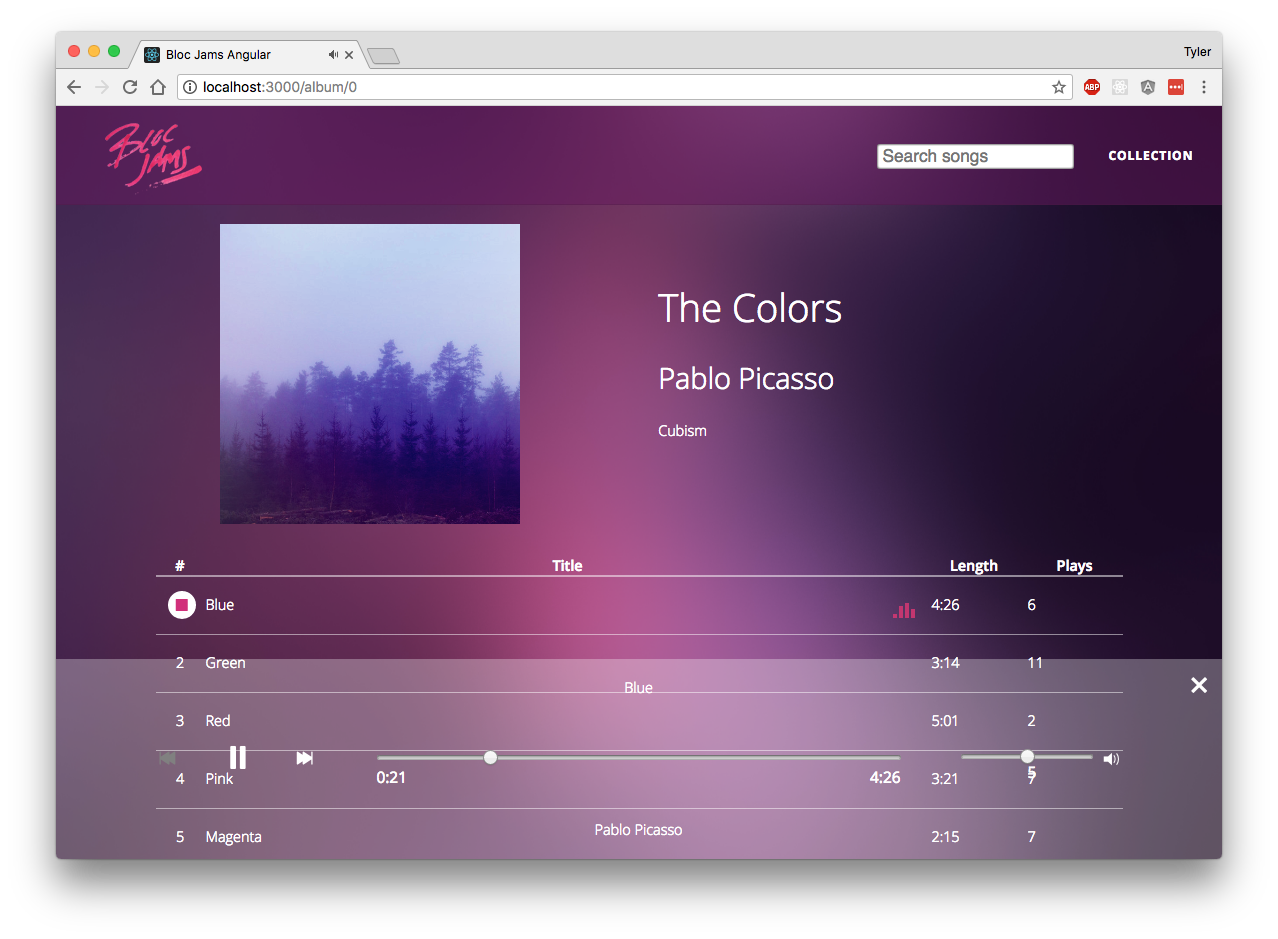 Bloc Jams Angular
Tyler
localhost:3000/album/0
ABP
BLOC JAMS
Search songs
COLLECTION
The Colors
Pablo Picasso
Cubism
# Title Length Plays
Blue 4:26 6
2 Green 3:14 11
Blue
3 Red 5:01 2
0:21 4:26 5
4 Pink 3:21 7
Pablo Picasso
5 Magenta 2:15 7